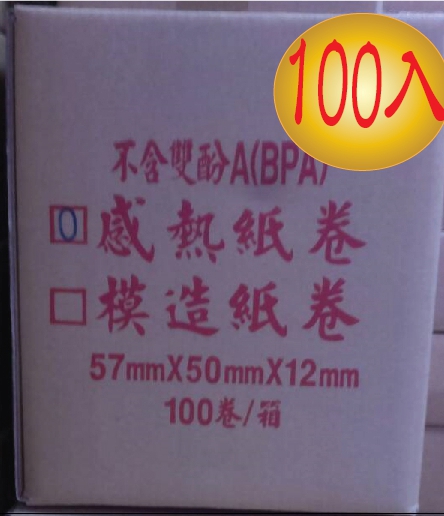 100入
不含雙酚A(BPA)
0 感熱紙卷
模造紙卷
57mmX50mmX12mm
100卷/箱